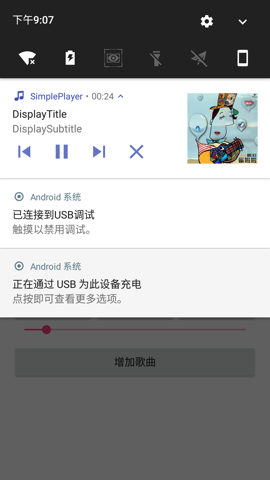 下午9:07
SimplePlayer • 00:24
DisplayTitle
DisplaySubtitle
Android 系统
已连接到USB调试
触摸以禁用调试。
Android 系统
正在通过 USB 为此设备充电
点按即可查看更多选项。
增加歌曲